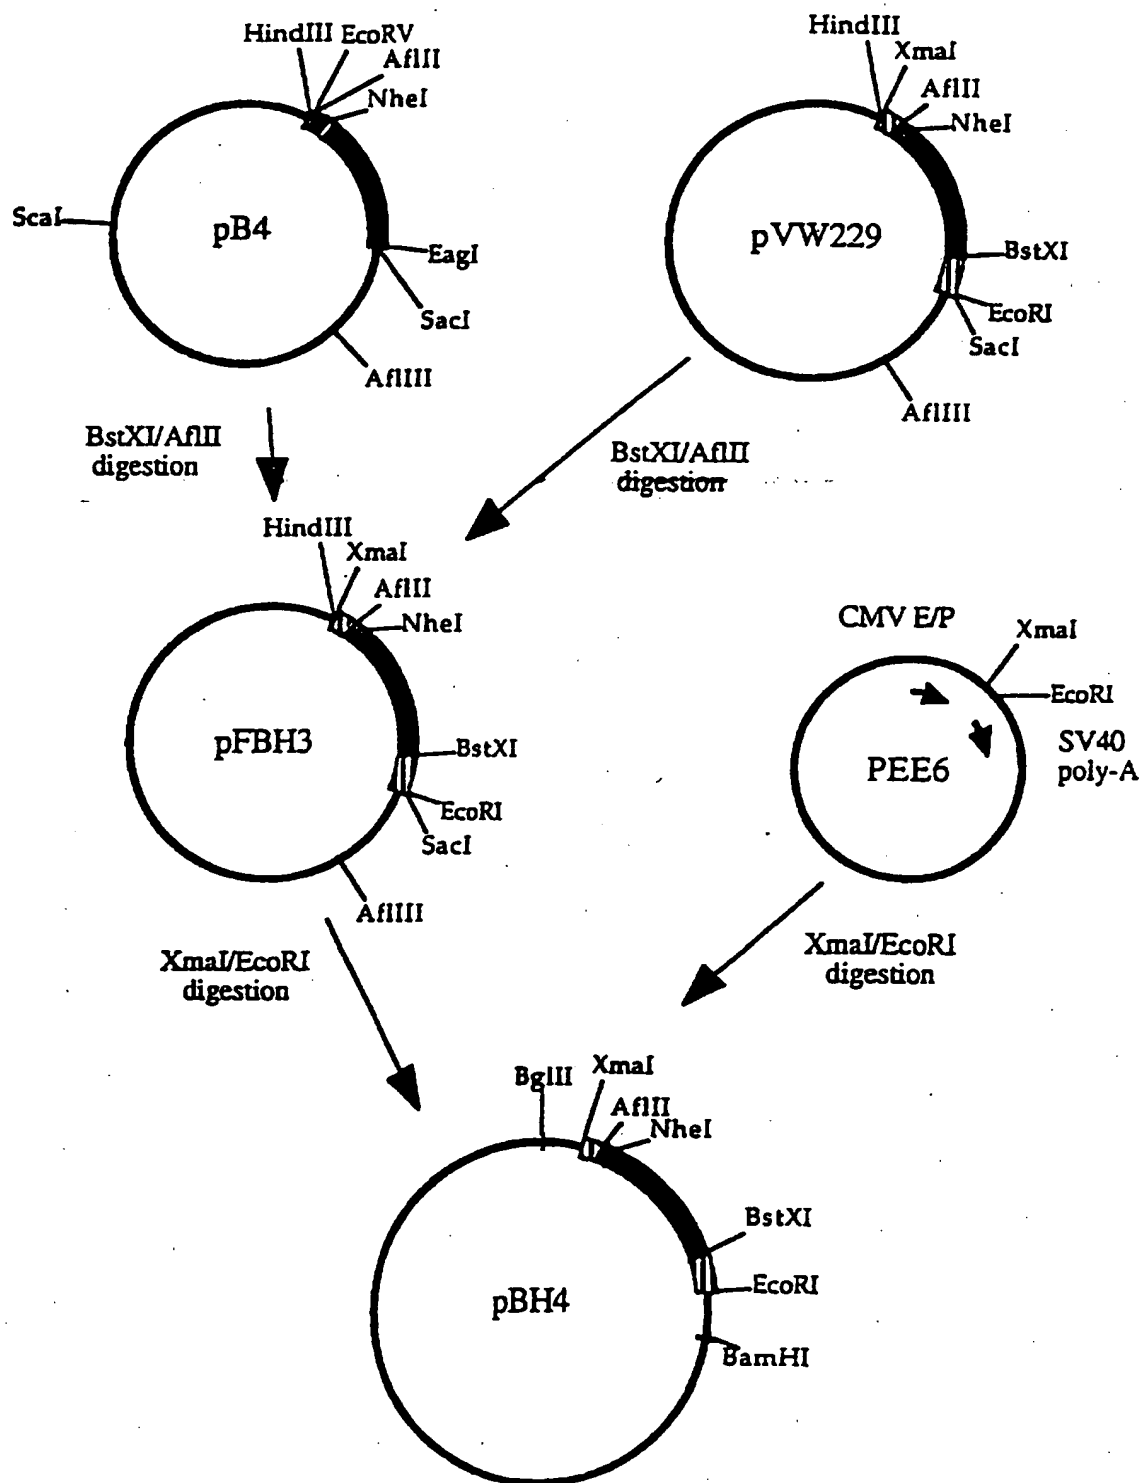 HindIII
EcoRV
AflII
NheI
ScaI
pB4
EagI
SacI
AflIII
HindIII
XmaI
AflII
NheI
pVW229
BstXI
EcoRI
SacI
AflIII
BstXI/AflII
digestion
BstXI/AflII
digestion
HindIII
XmaI
AflII
NheI
pFBH3
BstXI
EcoRI
SacI
AflIII
CMV E/P
XmaI
EcoRI
PEE6
SV40
poly-A
XmaI/EcoRI
digestion
XmaI/EcoRI
digestion
BglII
XmaI
AflII
NheI
pBH4
BstXI
EcoRI
BamHI